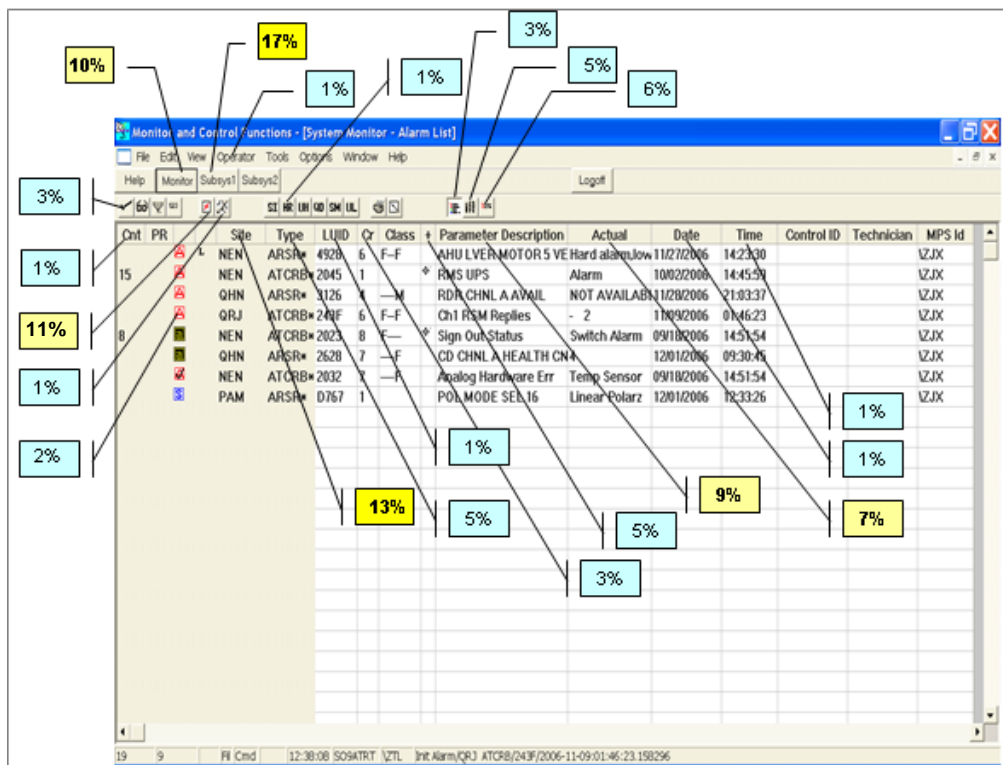 3%
17%
10%
5%
1%
1%
6%
Monitor and Control Functions - [System Monitor - Alarm List]
File Edit View Operator Tools Options Window Help
Help Monitor Subsys1 Subsys2 Logoff
3%
SI HR LIH QD SM LIL
Cnt PR Site Type LUID Cr Class + Parameter Description Actual Date Time Control ID Technician MPS Id
L NEN ARSR* 4928 6 F--F AHU LVER MOTOR 5 VE Hard alarm,low 11/27/2006 14:23:30 \ZJX
1%
15 NEN ATCRB* 2045 1 RMS UPS Alarm 10/02/2006 14:45:59 \ZJX
QHN ARSR* 3126 4 ---M RDR CHNL A AVAIL NOT AVAILABI 11/28/2006 21:03:37 \ZJX
QRJ ATCRB* 243F 6 F--F Ch1 RSM Replies - 2 11/09/2006 01:46:23 \ZJX
11%
8 NEN ATCRB* 2023 8 F--- Sign Out Status Switch Alarm 09/18/2006 14:51:54 \ZJX
QHN ARSR* 2628 7 ---F CD CHNL A HEALTH CN 4 12/01/2006 09:30:45 \ZJX
NEN ATCRB* 2032 7 ---F Analog Hardware Err Temp Sensor 09/18/2006 14:51:54 \ZJX
1%
PAM ARSR* D767 1 POL MODE SEL 16 Linear Polarz 12/01/2006 12:33:26 \ZJX
1%
2%
1%
1%
13%
9%
5%
5%
7%
3%
19 9 Fil Cmd 12:38:08 SO9ATRT \ZTL Init Alarm/QRJ ATCRB/243F/2006-11-09:01:46:23.158296